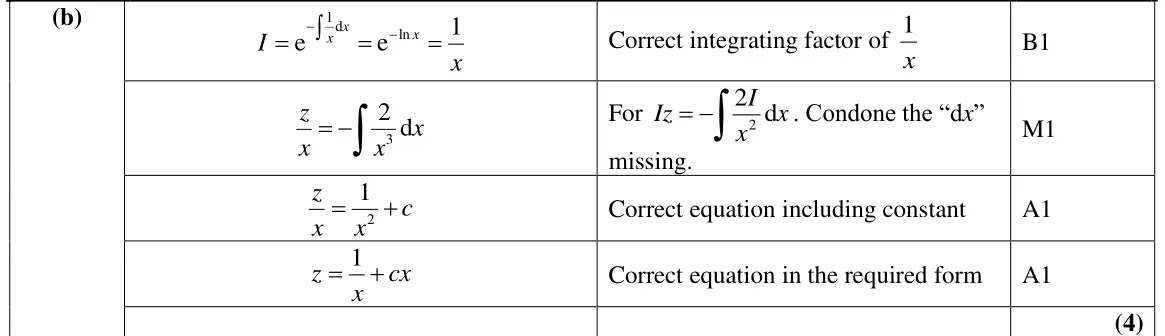 (b) I = e^{−∫ 1/x dx} = e^{−ln x} = 1/x Correct integrating factor of 1/x B1
z/x = −∫ 2/x³ dx For Iz = −∫ 2I/x² dx . Condone the “dx” missing. M1
z/x = 1/x² + c Correct equation including constant A1
z = 1/x + cx Correct equation in the required form A1
(4)